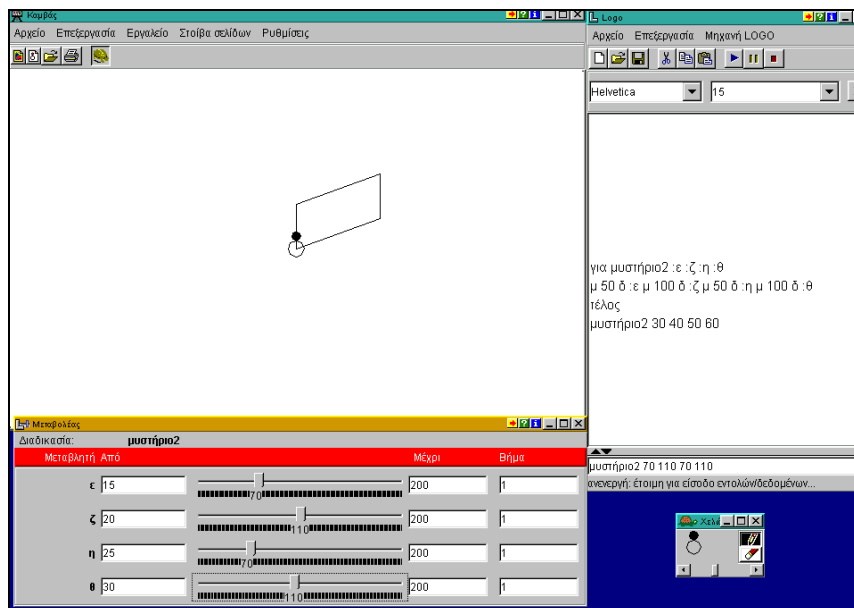 Καμβάς
Αρχείο Επεξεργασία Εργαλείο Στοίβα σελίδων Ρυθμίσεις
Logo
Αρχείο Επεξεργασία Μηχανή LOGO
Helvetica 15
για μυστήριο2 :ε :ζ :η :θ
μ 50 δ :ε μ 100 δ :ζ μ 50 δ :η μ 100 δ :θ
τέλος
μυστήριο2 30 40 50 60
μυστήριο2 70 110 70 110
ανενεργή: έτοιμη για είσοδο εντολών/δεδομένων...
Μεταβολέας
Διαδικασία: μυστήριο2
Μεταβλητή Από Μέχρι Βήμα
ε 15 70 200 1
ζ 20 110 200 1
η 25 70 200 1
θ 30 110 200 1